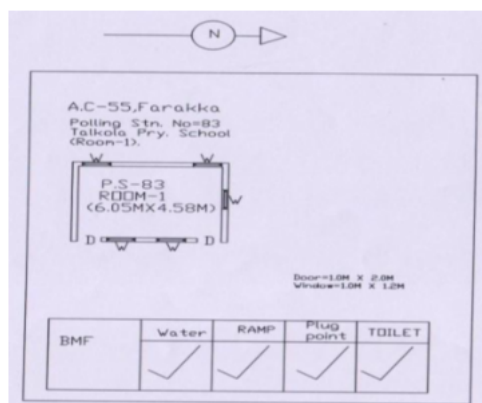 N
A.C-55,Farakka
Polling Stn. No=83
Talkola Pry. School
(Room-1).
W W
P.S-83
ROOM-1
(6.05MX4.58M)
W
D D
W W
Door=1.0M X 2.0M
Window=1.0M X 1.2M
BMF Water RAMP Plug point TOILET